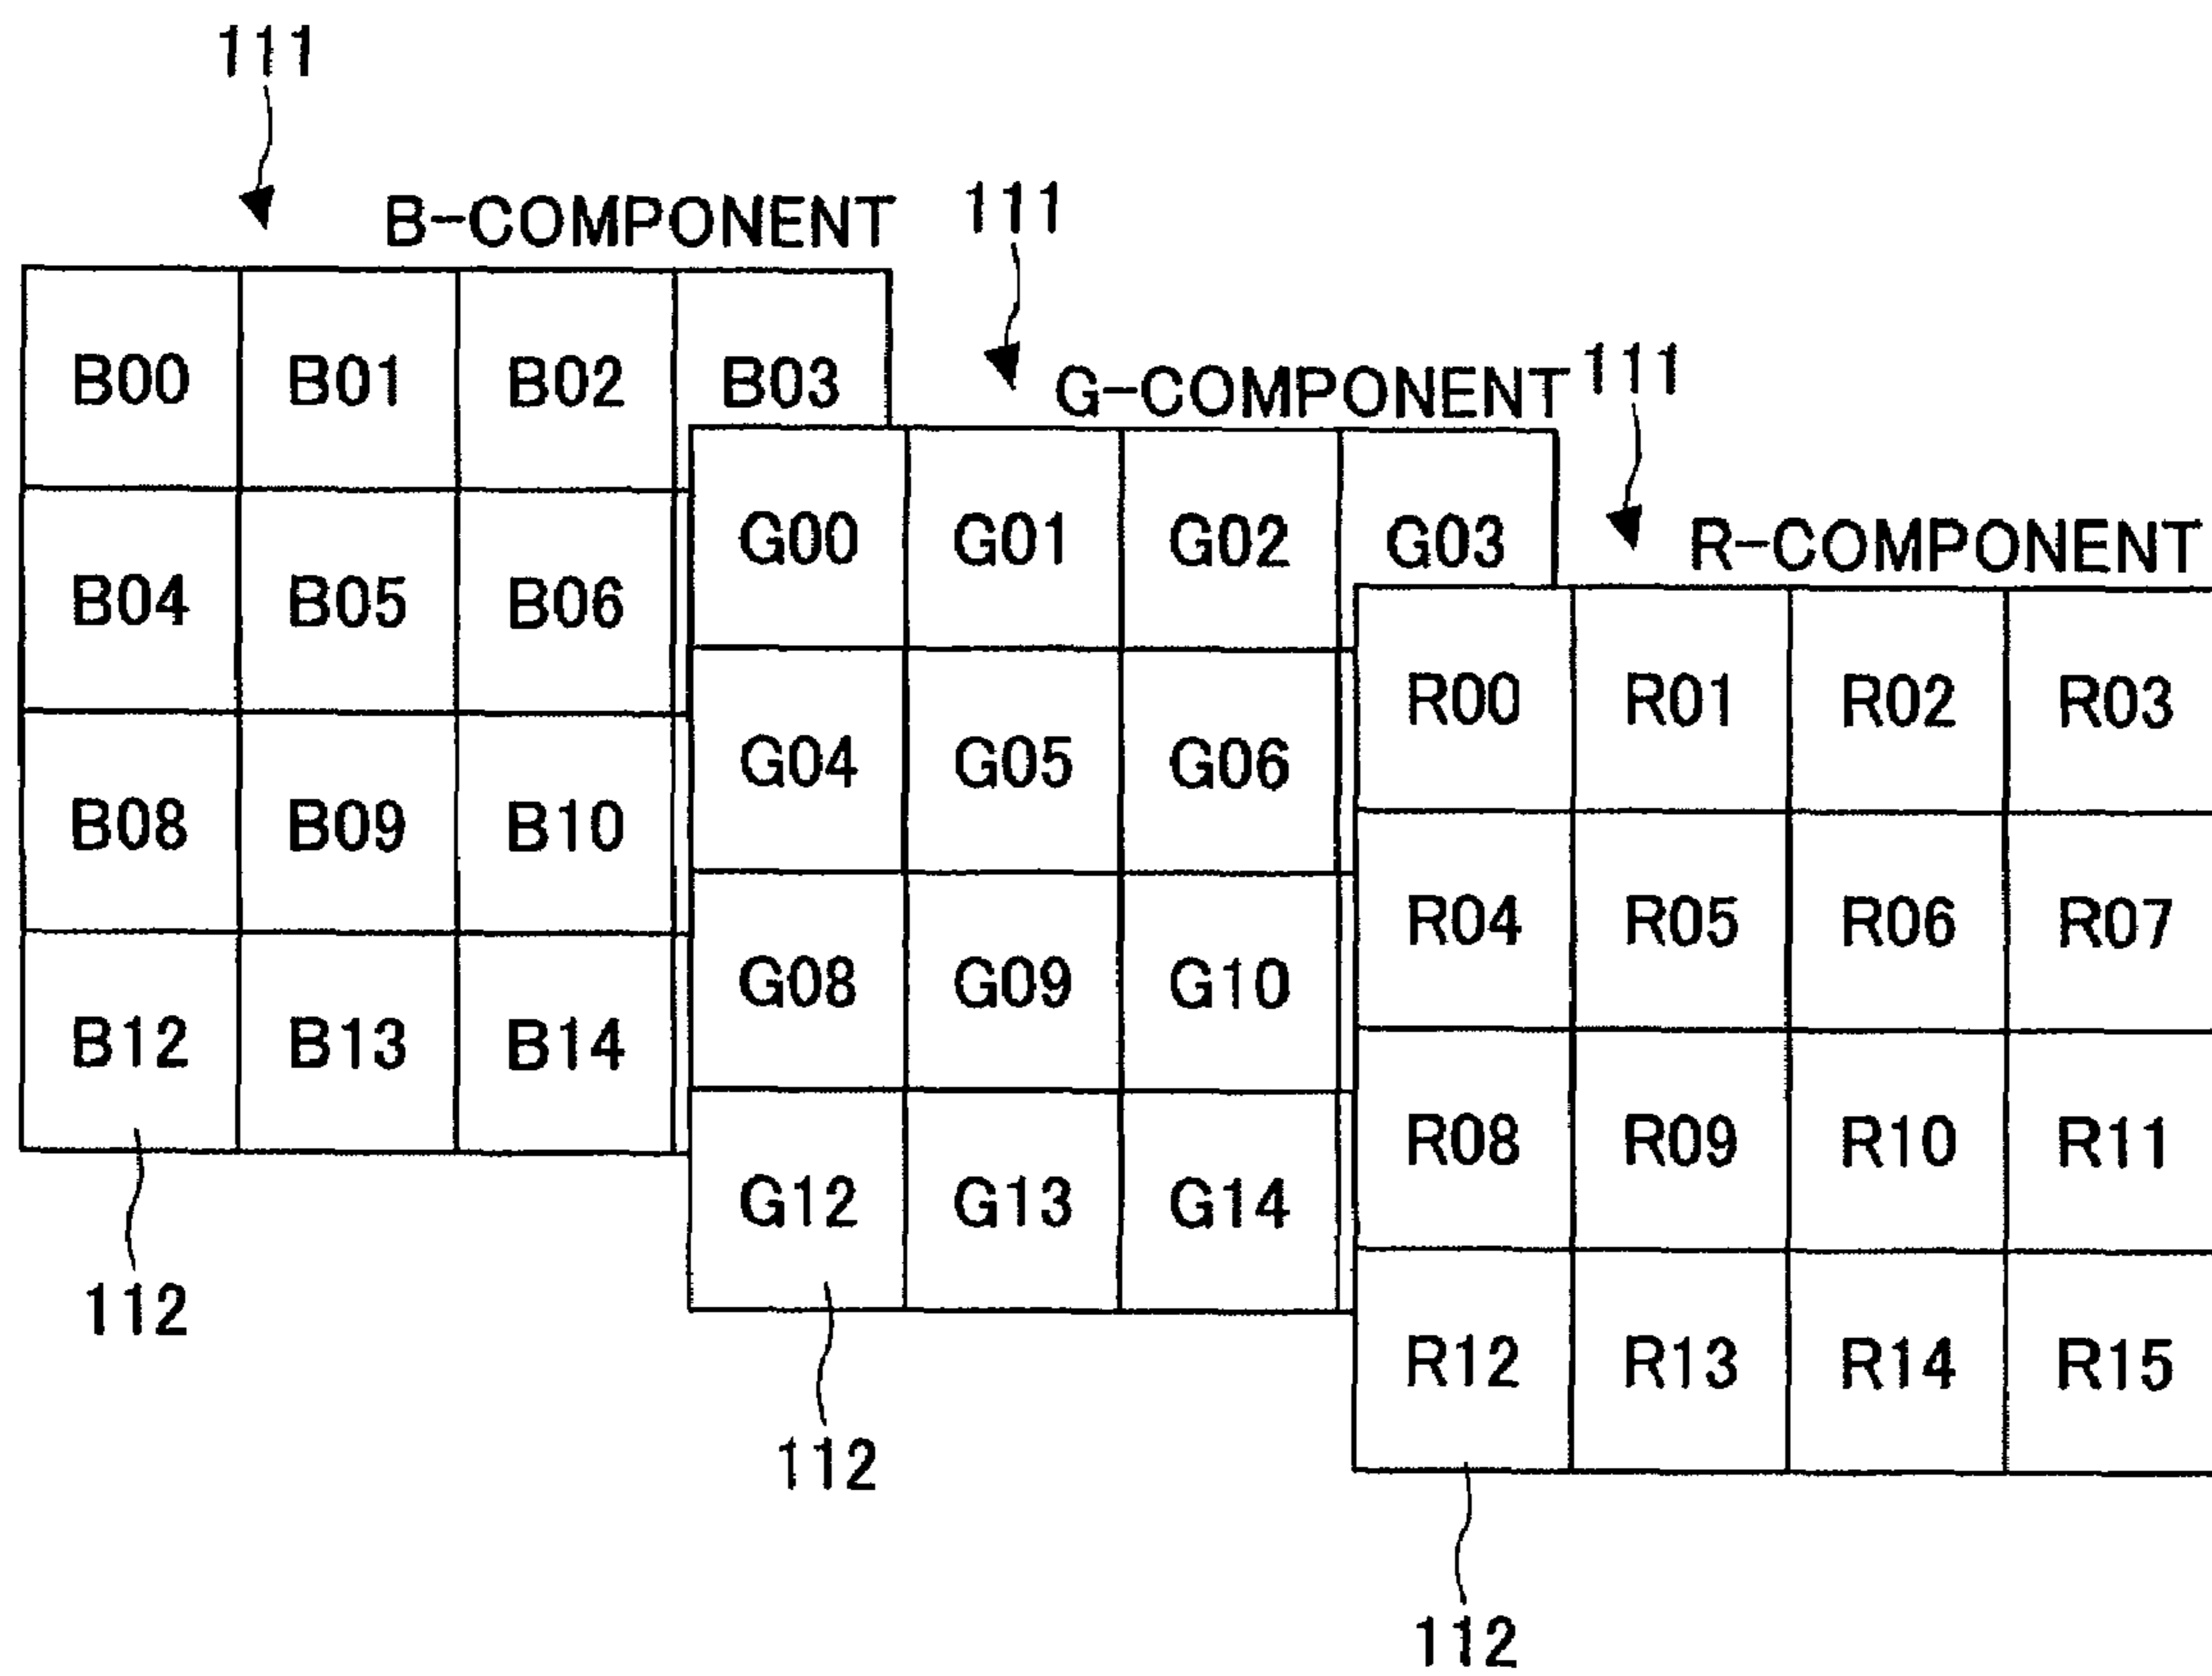 111
B-COMPONENT
B00 B01 B02 B03
B04 B05 B06
B08 B09 B10
B12 B13 B14
112
111
G-COMPONENT
G00 G01 G02 G03
G04 G05 G06
G08 G09 G10
G12 G13 G14
112
111
R-COMPONENT
R00 R01 R02 R03
R04 R05 R06 R07
R08 R09 R10 R11
R12 R13 R14 R15
112